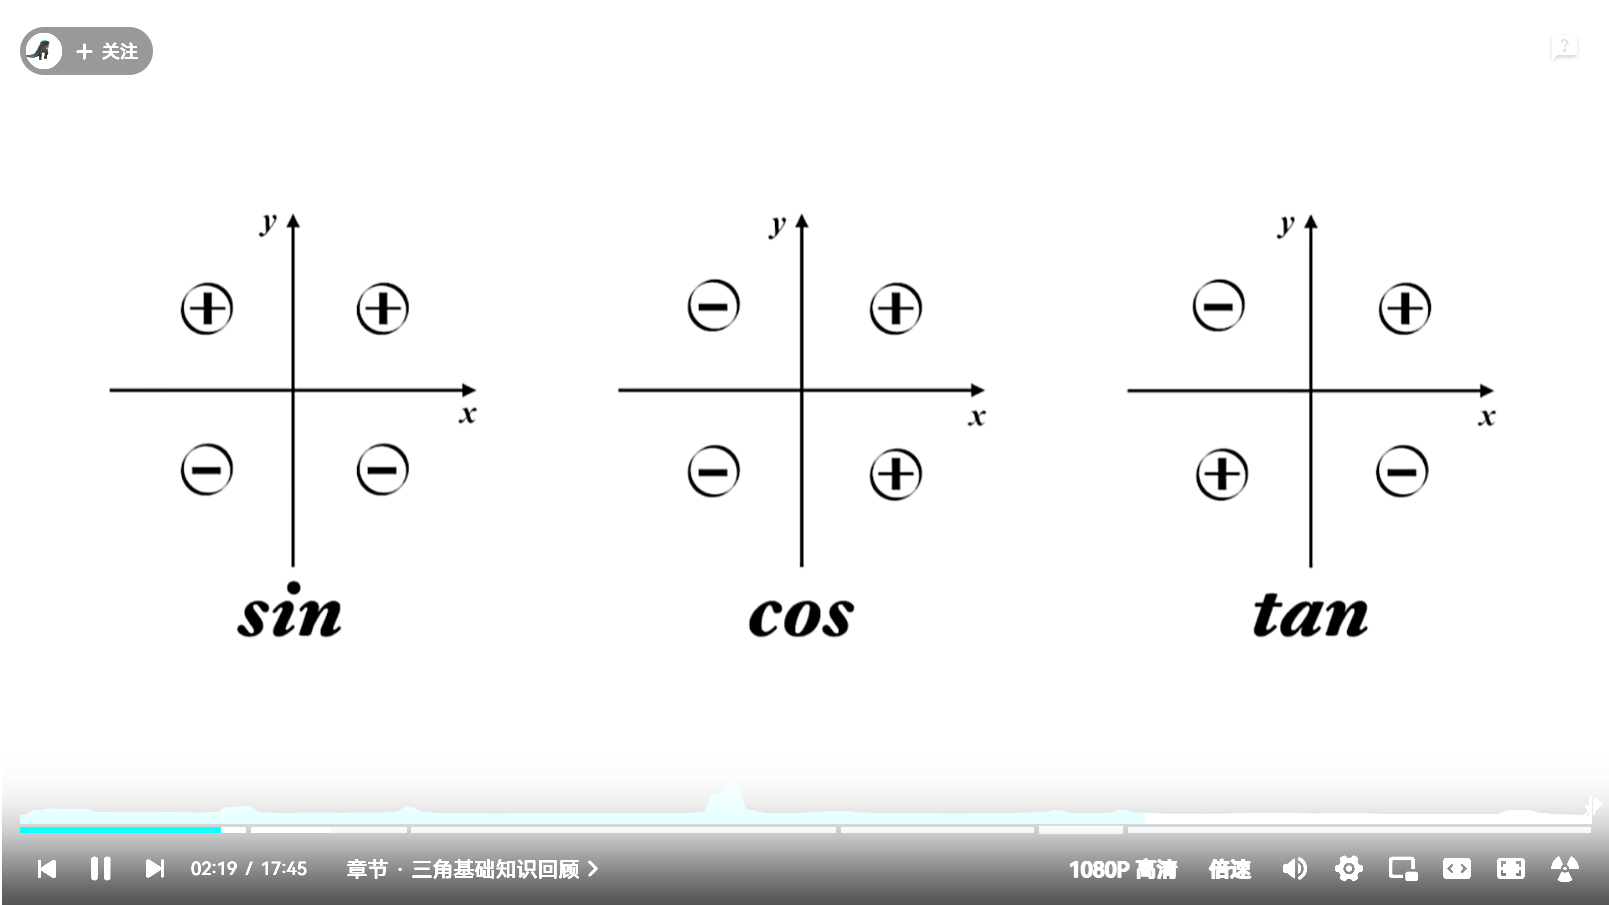 + 关注
y
x
sin
y
x
cos
y
x
tan
02:19 / 17:45
章节 · 三角基础知识回顾 >
1080P 高清
倍速